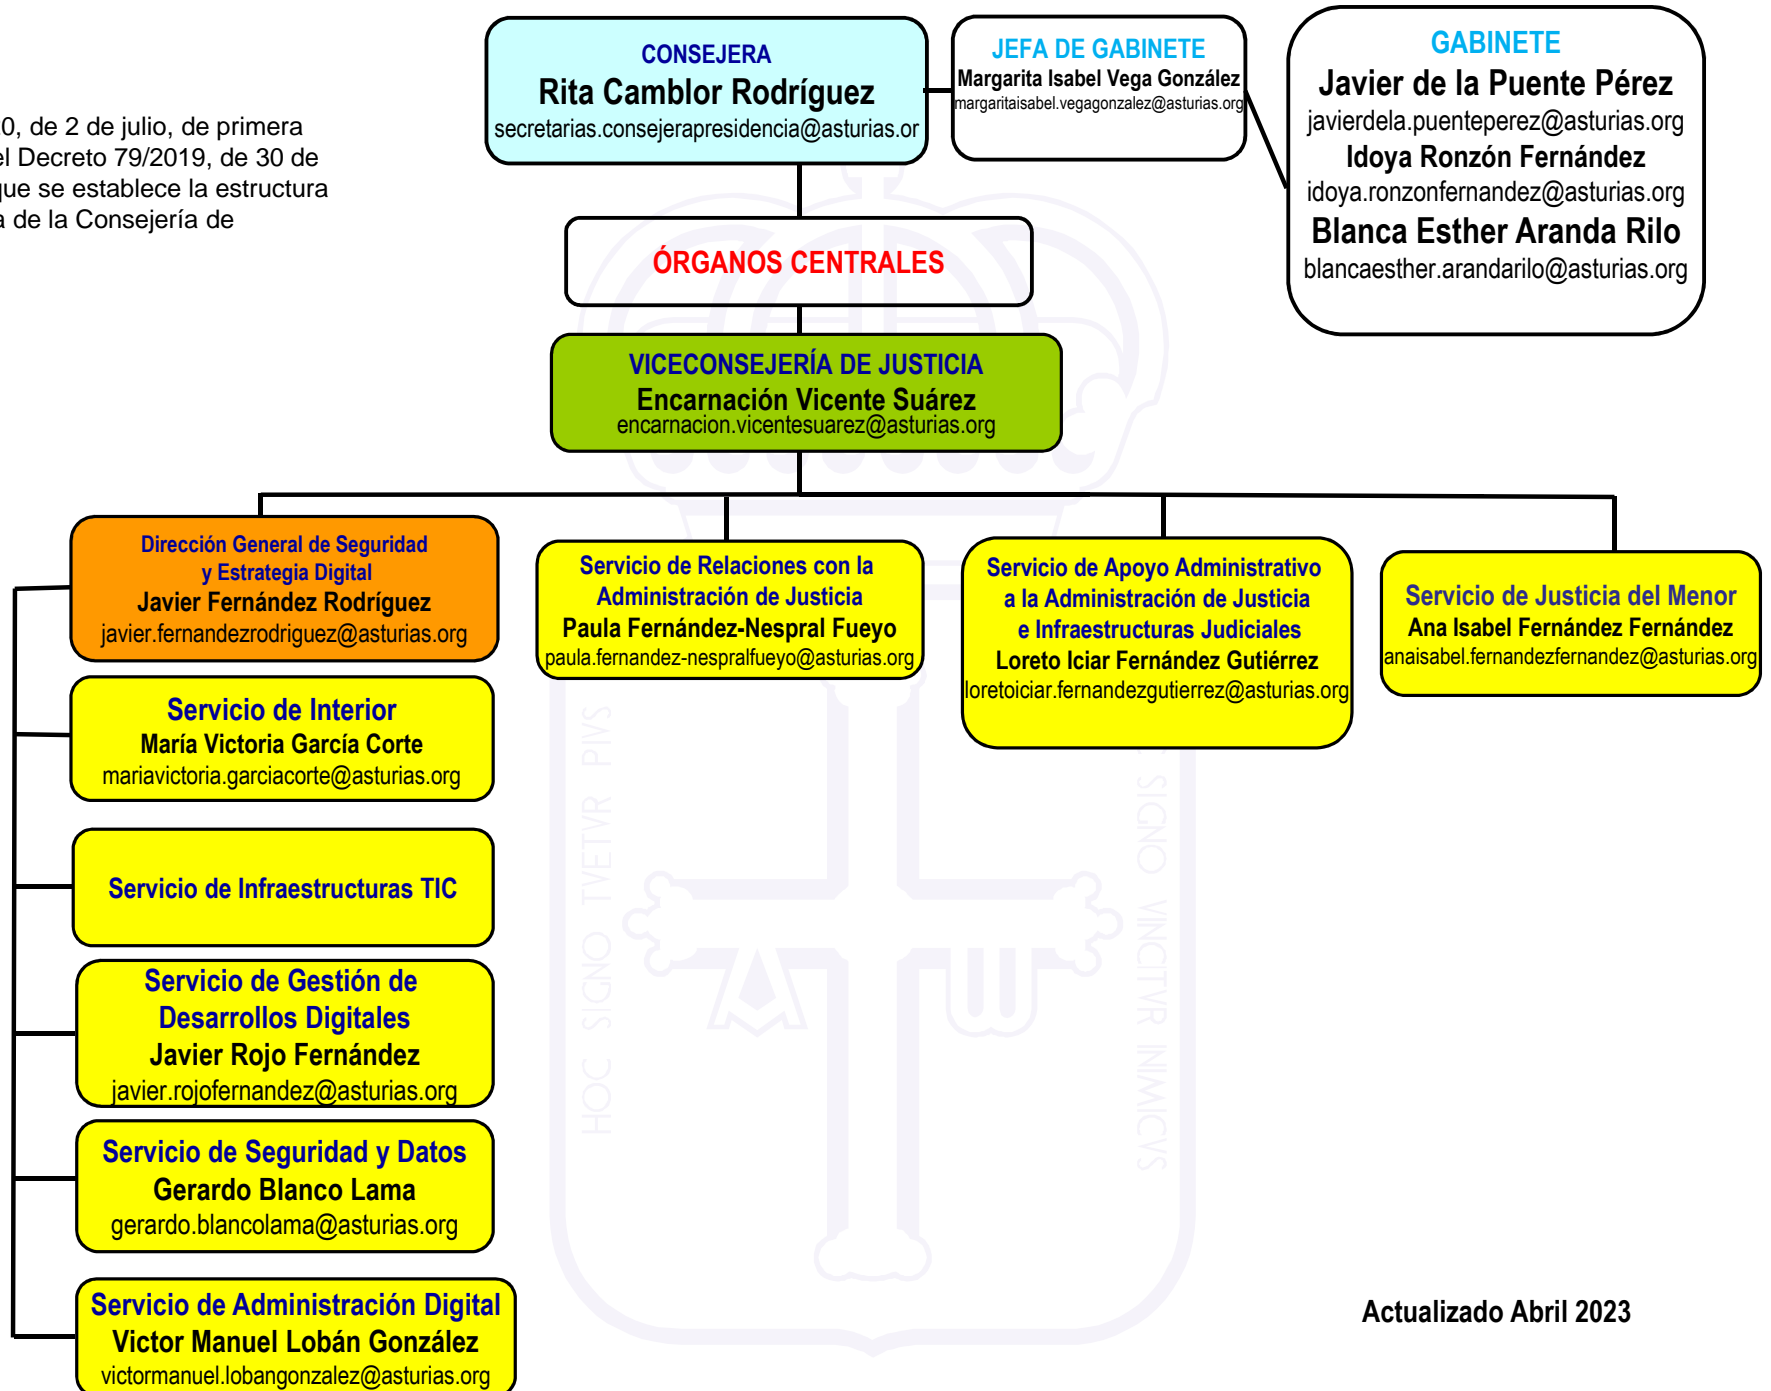 CONSEJERA
Rita Camblor Rodríguez
secretarias.consejerapresidencia@asturias.or
JEFA DE GABINETE
Margarita Isabel Vega González
margaritaisabel.vegagonzalez@asturias.org
GABINETE
Javier de la Puente Pérez
javierdela.puenteperez@asturias.org
Idoya Ronzón Fernández
idoya.ronzonfernandez@asturias.org
Blanca Esther Aranda Rilo
blancaesther.arandarilo@asturias.org
0, de 2 de julio, de primera
el Decreto 79/2019, de 30 de
que se establece la estructura
a de la Consejería de
ÓRGANOS CENTRALES
VICECONSEJERÍA DE JUSTICIA
Encarnación Vicente Suárez
encarnacion.vicentesuarez@asturias.org
Dirección General de Seguridad
y Estrategia Digital
Javier Fernández Rodríguez
javier.fernandezrodriguez@asturias.org
Servicio de Relaciones con la
Administración de Justicia
Paula Fernández-Nespral Fueyo
paula.fernandez-nespralfueyo@asturias.org
Servicio de Apoyo Administrativo
a la Administración de Justicia
e Infraestructuras Judiciales
Loreto Iciar Fernández Gutiérrez
loretoiciar.fernandezgutierrez@asturias.org
Servicio de Justicia del Menor
Ana Isabel Fernández Fernández
anaisabel.fernandezfernandez@asturias.org
Servicio de Interior
María Victoria García Corte
mariavictoria.garciacorte@asturias.org
Servicio de Infraestructuras TIC
Servicio de Gestión de
Desarrollos Digitales
Javier Rojo Fernández
javier.rojofernandez@asturias.org
Servicio de Seguridad y Datos
Gerardo Blanco Lama
gerardo.blancolama@asturias.org
Servicio de Administración Digital
Victor Manuel Lobán González
victormanuel.lobangonzalez@asturias.org
HOC SIGNO TVETVR PIVS
SIGNO VINCITVR INIMICVS
Actualizado Abril 2023